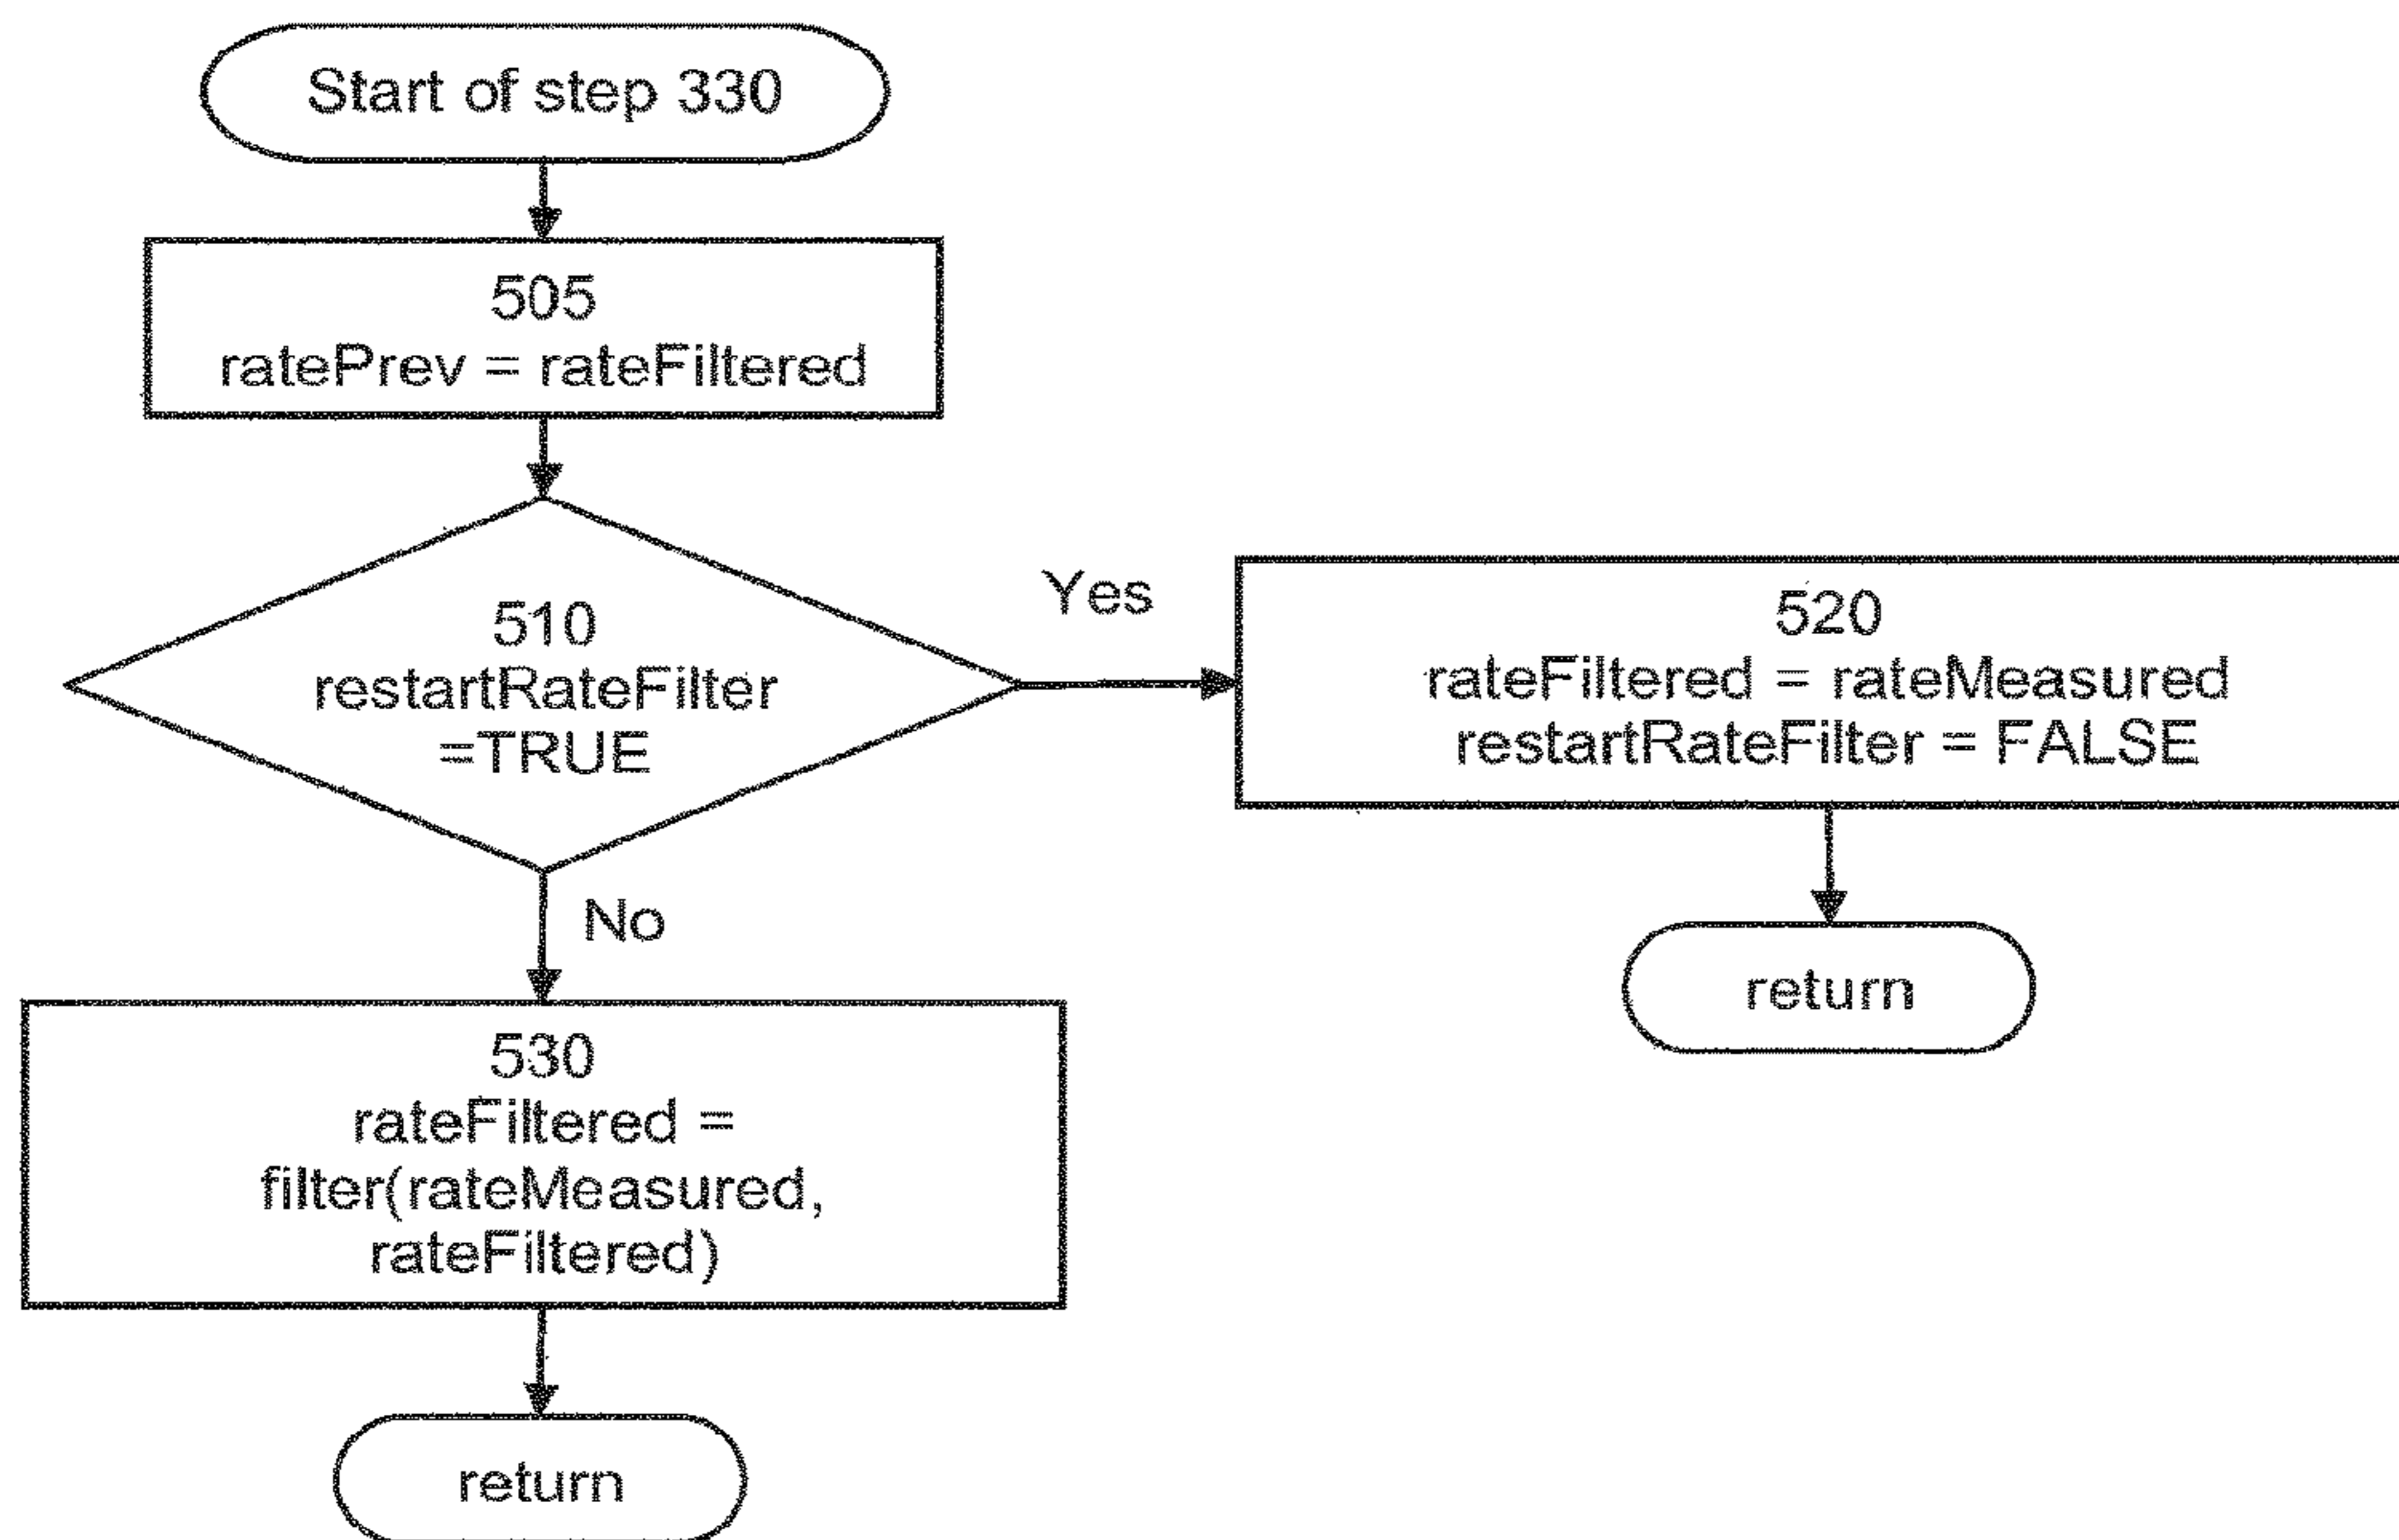 Start of step 330
505
ratePrev = rateFiltered
510
restartRateFilter
=TRUE
Yes
520
rateFiltered = rateMeasured
restartRateFilter = FALSE
return
No
530
rateFiltered =
filter(rateMeasured,
rateFiltered)
return